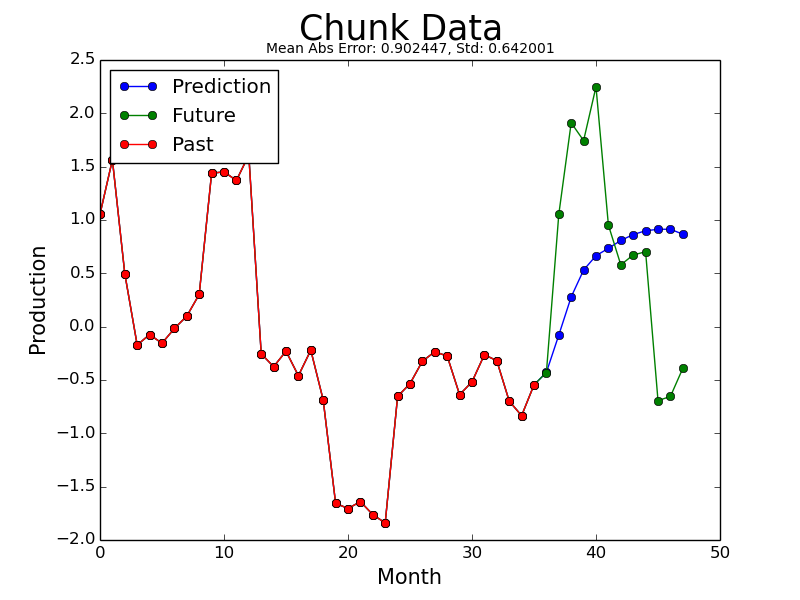 Chunk Data
Mean Abs Error: 0.902447, Std: 0.642001
2.5
2.0
1.5
1.0
0.5
0.0
−0.5
−1.0
−1.5
−2.0
Production
Prediction
Future
Past
0 10 20 30 40 50
Month